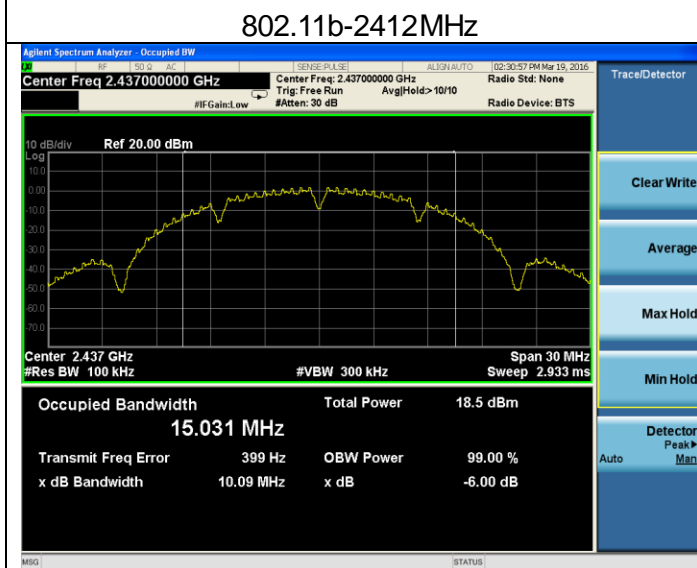 802.11b-2412MHz
Agilent Spectrum Analyzer - Occupied BW
LXI RF 50 Ω AC SENSE:PULSE ALIGN AUTO 02:30:57 PM Mar 19, 2016
Center Freq 2.437000000 GHz Center Freq: 2.437000000 GHz Radio Std: None Trace/Detector
Trig: Free Run Avg|Hold:> 10/10
#IFGain:Low #Atten: 30 dB Radio Device: BTS
10 dB/div Ref 20.00 dBm
Log
10.0
0.00
-10.0
-20.0
-30.0
-40.0
-50.0
-60.0
-70.0
Center 2.437 GHz Span 30 MHz
#Res BW 100 kHz #VBW 300 kHz Sweep 2.933 ms
Occupied Bandwidth Total Power 18.5 dBm
15.031 MHz
Transmit Freq Error 399 Hz OBW Power 99.00 %
x dB Bandwidth 10.09 MHz x dB -6.00 dB
Clear Write
Average
Max Hold
Min Hold
Detector
Peak▶
Auto Man
MSG STATUS